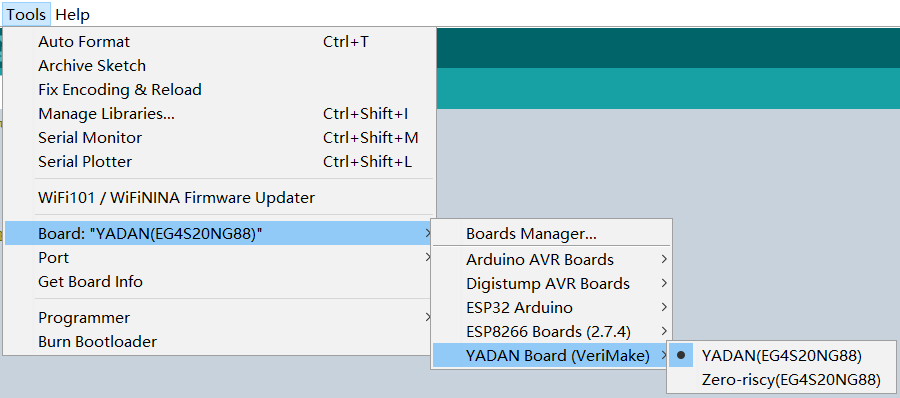 Tools Help
Auto Format Ctrl+T
Archive Sketch
Fix Encoding & Reload
Manage Libraries... Ctrl+Shift+I
Serial Monitor Ctrl+Shift+M
Serial Plotter Ctrl+Shift+L
WiFi101 / WiFiNINA Firmware Updater
Board: "YADAN(EG4S20NG88)"
Port
Get Board Info
Programmer
Burn Bootloader
Boards Manager...
Arduino AVR Boards
Digistump AVR Boards
ESP32 Arduino
ESP8266 Boards (2.7.4)
YADAN Board (VeriMake)
YADAN(EG4S20NG88)
Zero-riscy(EG4S20NG88)